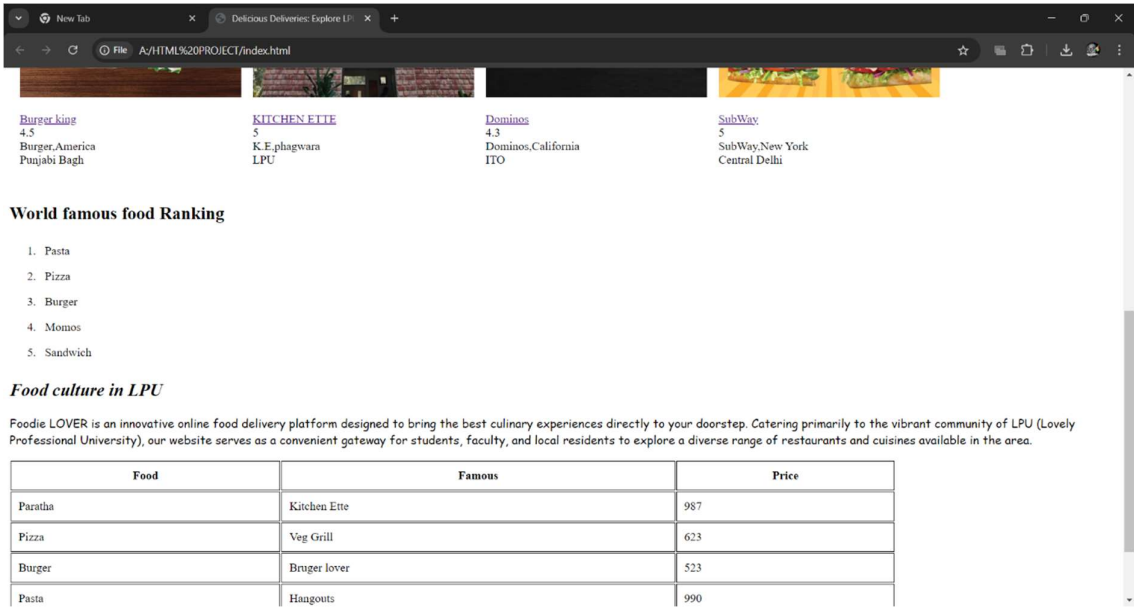 New Tab
Delicious Deliveries: Explore LP
File A:/HTML%20PROJECT/index.html
Burger king KITCHEN ETTE Dominos SubWay
4.5 5 4.3 5
Burger,America K.E,phagwara Dominos,California SubWay,New York
Punjabi Bagh LPU ITO Central Delhi
World famous food Ranking
1. Pasta
2. Pizza
3. Burger
4. Momos
5. Sandwich
Food culture in LPU
Foodie LOVER is an innovative online food delivery platform designed to bring the best culinary experiences directly to your doorstep. Catering primarily to the vibrant community of LPU (Lovely
Professional University), our website serves as a convenient gateway for students, faculty, and local residents to explore a diverse range of restaurants and cuisines available in the area.
Food Famous Price
Paratha Kitchen Ette 987
Pizza Veg Grill 623
Burger Bruger lover 523
Pasta Hangouts 990